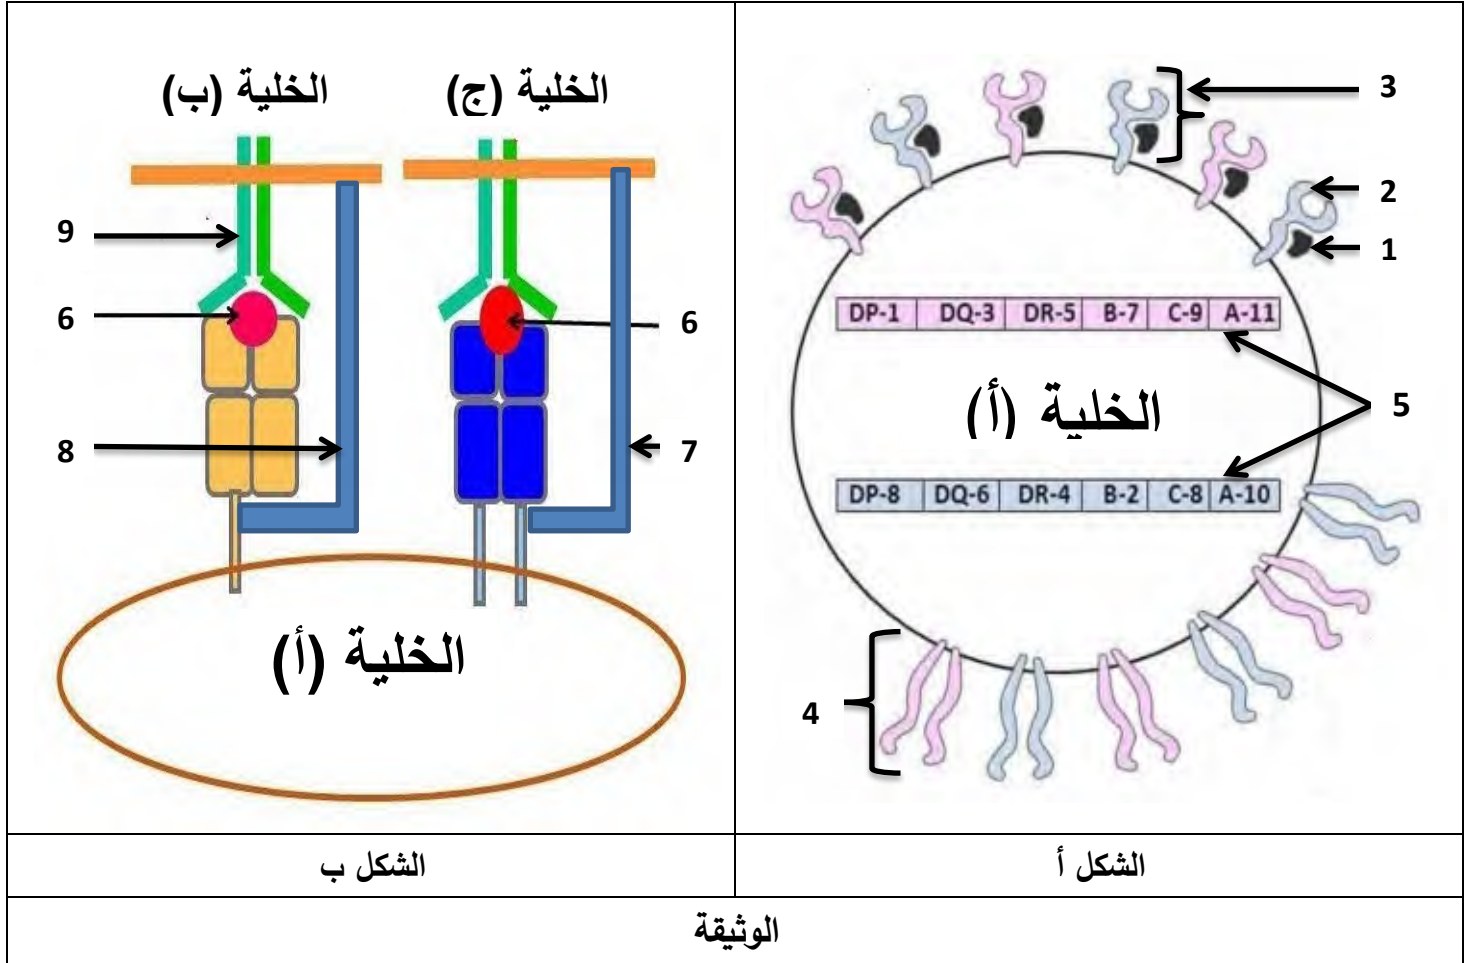 الخلية (ب)
الخلية (ج)
9
6
6
8
7
الخلية (أ)
3
2
1
DP-1 DQ-3 DR-5 B-7 C-9 A-11
الخلية (أ)
5
DP-8 DQ-6 DR-4 B-2 C-8 A-10
4
الشكل أ
الشكل ب
الوثيقة